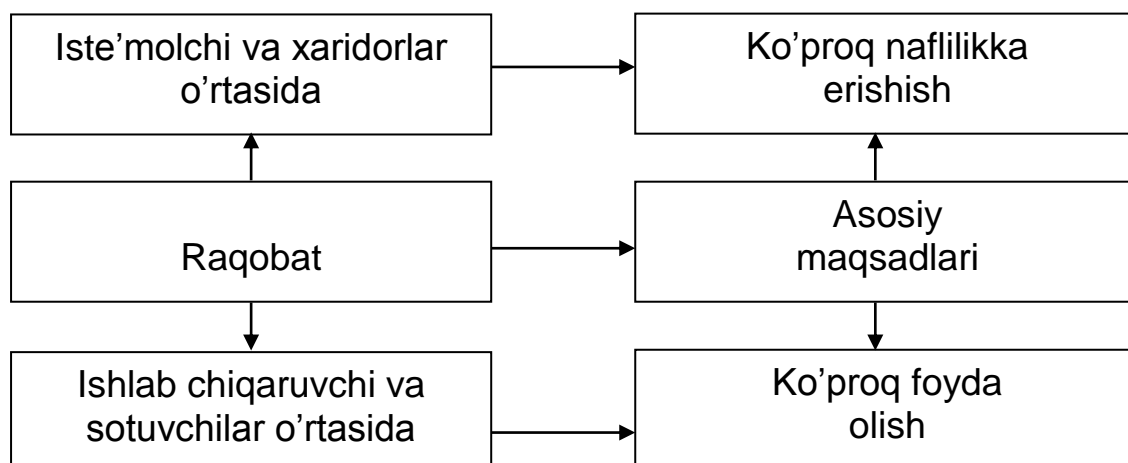 Iste’molchi va xaridorlar
o’rtasida
Ko’proq naflilikka
erishish
Raqobat
Asosiy
maqsadlari
Ishlab chiqaruvchi va
sotuvchilar o’rtasida
Ko’proq foyda
olish